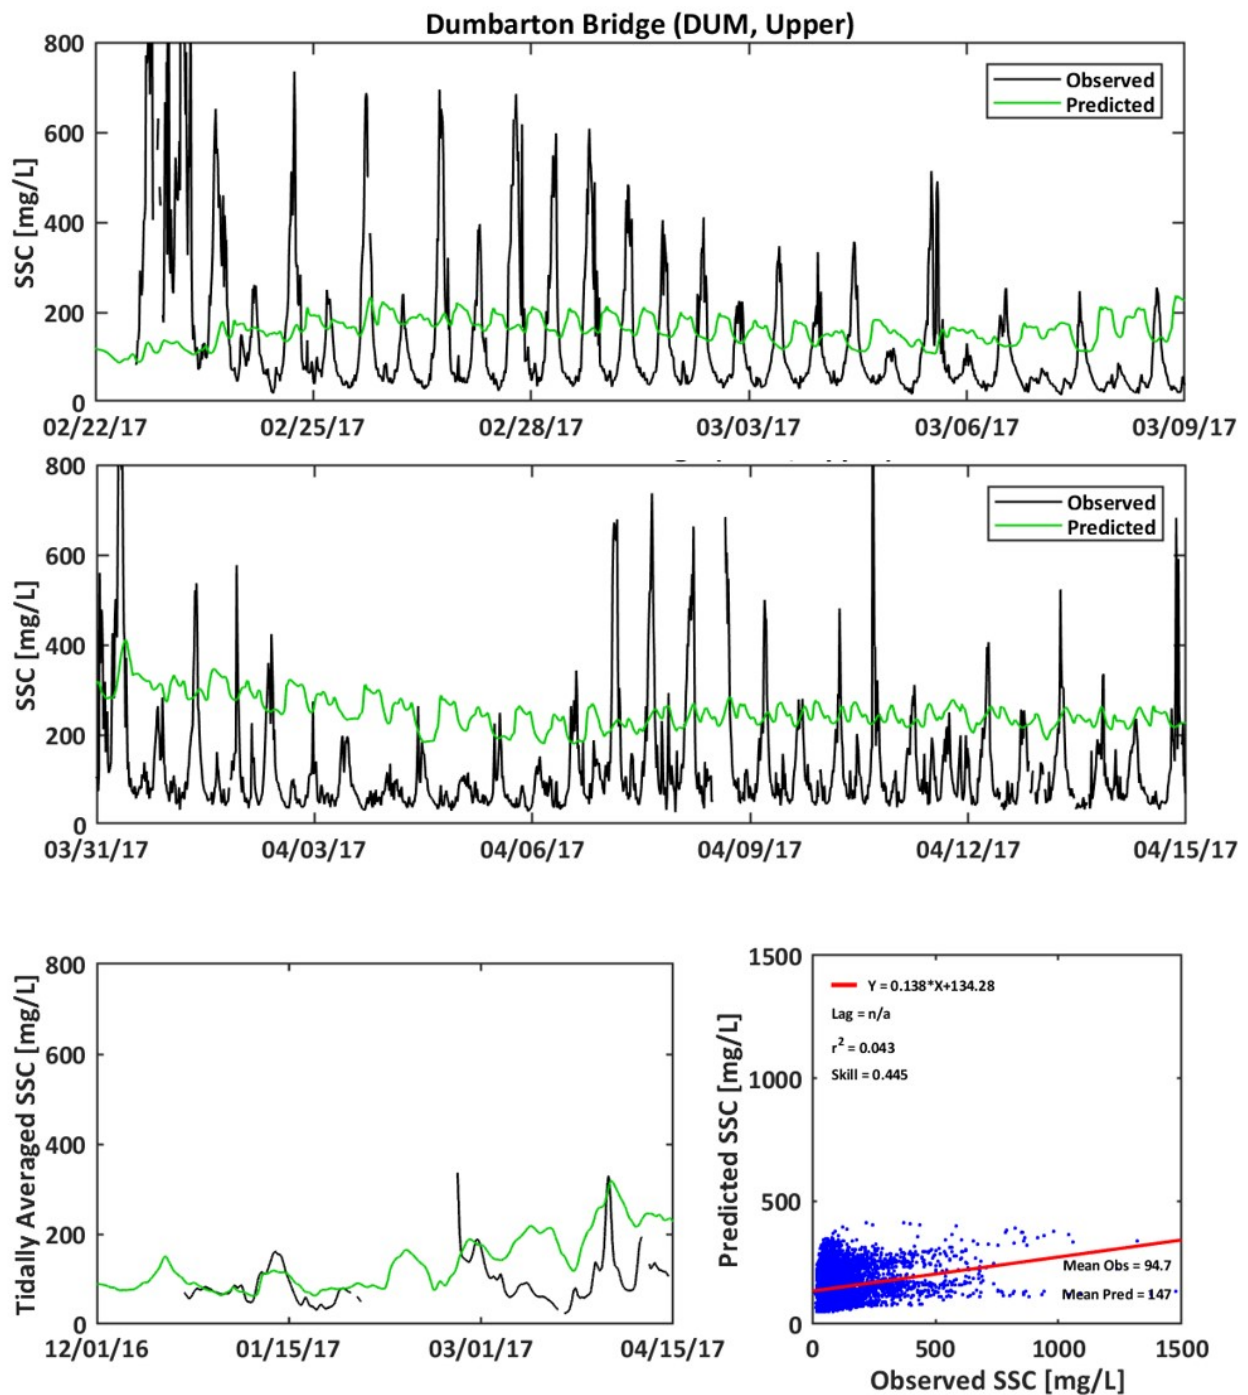 Dumbarton Bridge (DUM, Upper)
800
600
400
200
0
SSC [mg/L]
Observed
Predicted
02/22/17 02/25/17 02/28/17 03/03/17 03/06/17 03/09/17
800
600
400
200
0
SSC [mg/L]
Observed
Predicted
03/31/17 04/03/17 04/06/17 04/09/17 04/12/17 04/15/17
800
600
400
200
0
Tidally Averaged SSC [mg/L]
12/01/16 01/15/17 03/01/17 04/15/17
1500
1000
500
0
Predicted SSC [mg/L]
Y = 0.138*X+134.28
Lag = n/a
r² = 0.043
Skill = 0.445
Mean Obs = 94.7
Mean Pred = 147
0 500 1000 1500
Observed SSC [mg/L]